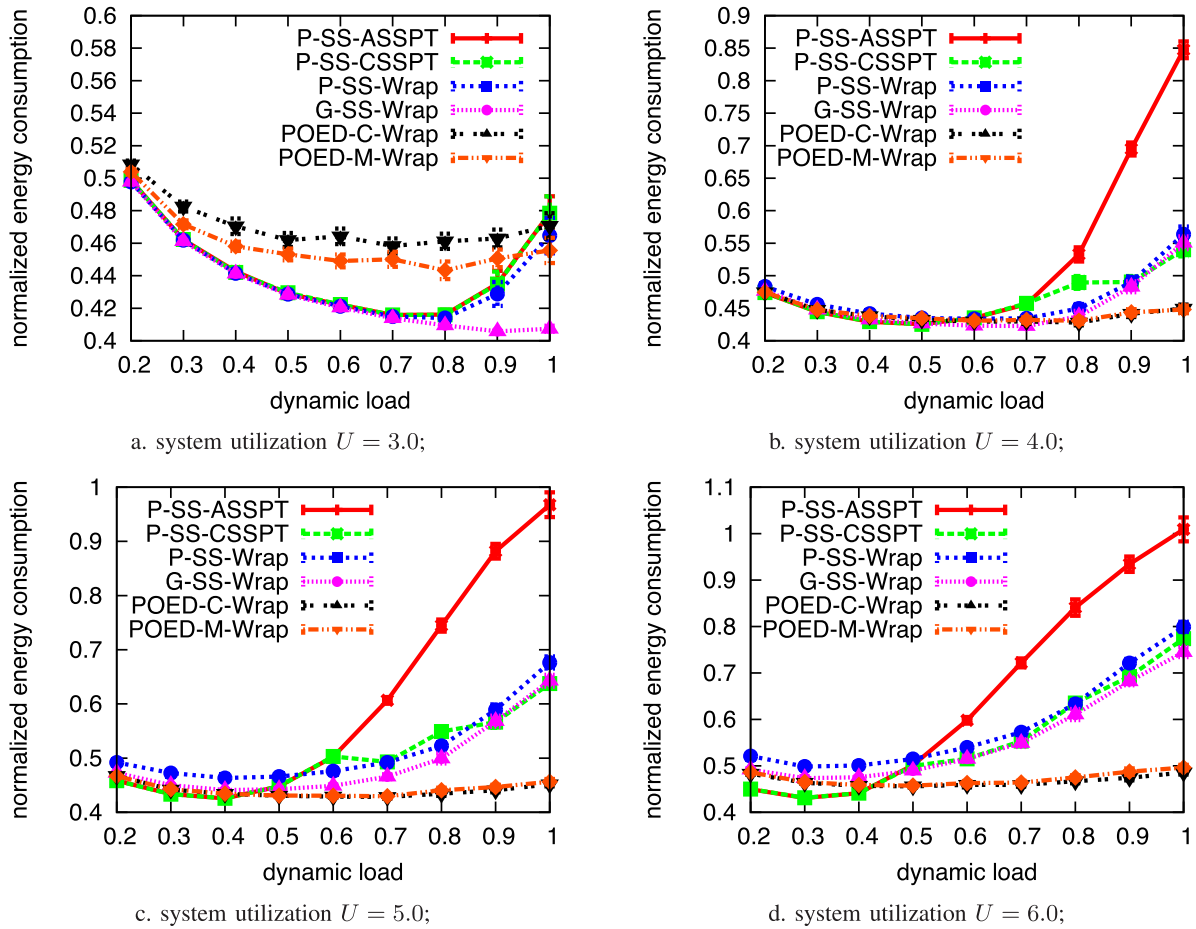 normalized energy consumption
0.6
0.58
0.56
0.54
0.52
0.5
0.48
0.46
0.44
0.42
0.4
P-SS-ASSPT
P-SS-CSSPT
P-SS-Wrap
G-SS-Wrap
POED-C-Wrap
POED-M-Wrap
0.2 0.3 0.4 0.5 0.6 0.7 0.8 0.9 1
dynamic load
a. system utilization U = 3.0;
normalized energy consumption
0.9
0.85
0.8
0.75
0.7
0.65
0.6
0.55
0.5
0.45
0.4
P-SS-ASSPT
P-SS-CSSPT
P-SS-Wrap
G-SS-Wrap
POED-C-Wrap
POED-M-Wrap
0.2 0.3 0.4 0.5 0.6 0.7 0.8 0.9 1
dynamic load
b. system utilization U = 4.0;
normalized energy consumption
1
0.9
0.8
0.7
0.6
0.5
0.4
P-SS-ASSPT
P-SS-CSSPT
P-SS-Wrap
G-SS-Wrap
POED-C-Wrap
POED-M-Wrap
0.2 0.3 0.4 0.5 0.6 0.7 0.8 0.9 1
dynamic load
c. system utilization U = 5.0;
normalized energy consumption
1.1
1
0.9
0.8
0.7
0.6
0.5
0.4
P-SS-ASSPT
P-SS-CSSPT
P-SS-Wrap
G-SS-Wrap
POED-C-Wrap
POED-M-Wrap
0.2 0.3 0.4 0.5 0.6 0.7 0.8 0.9 1
dynamic load
d. system utilization U = 6.0;